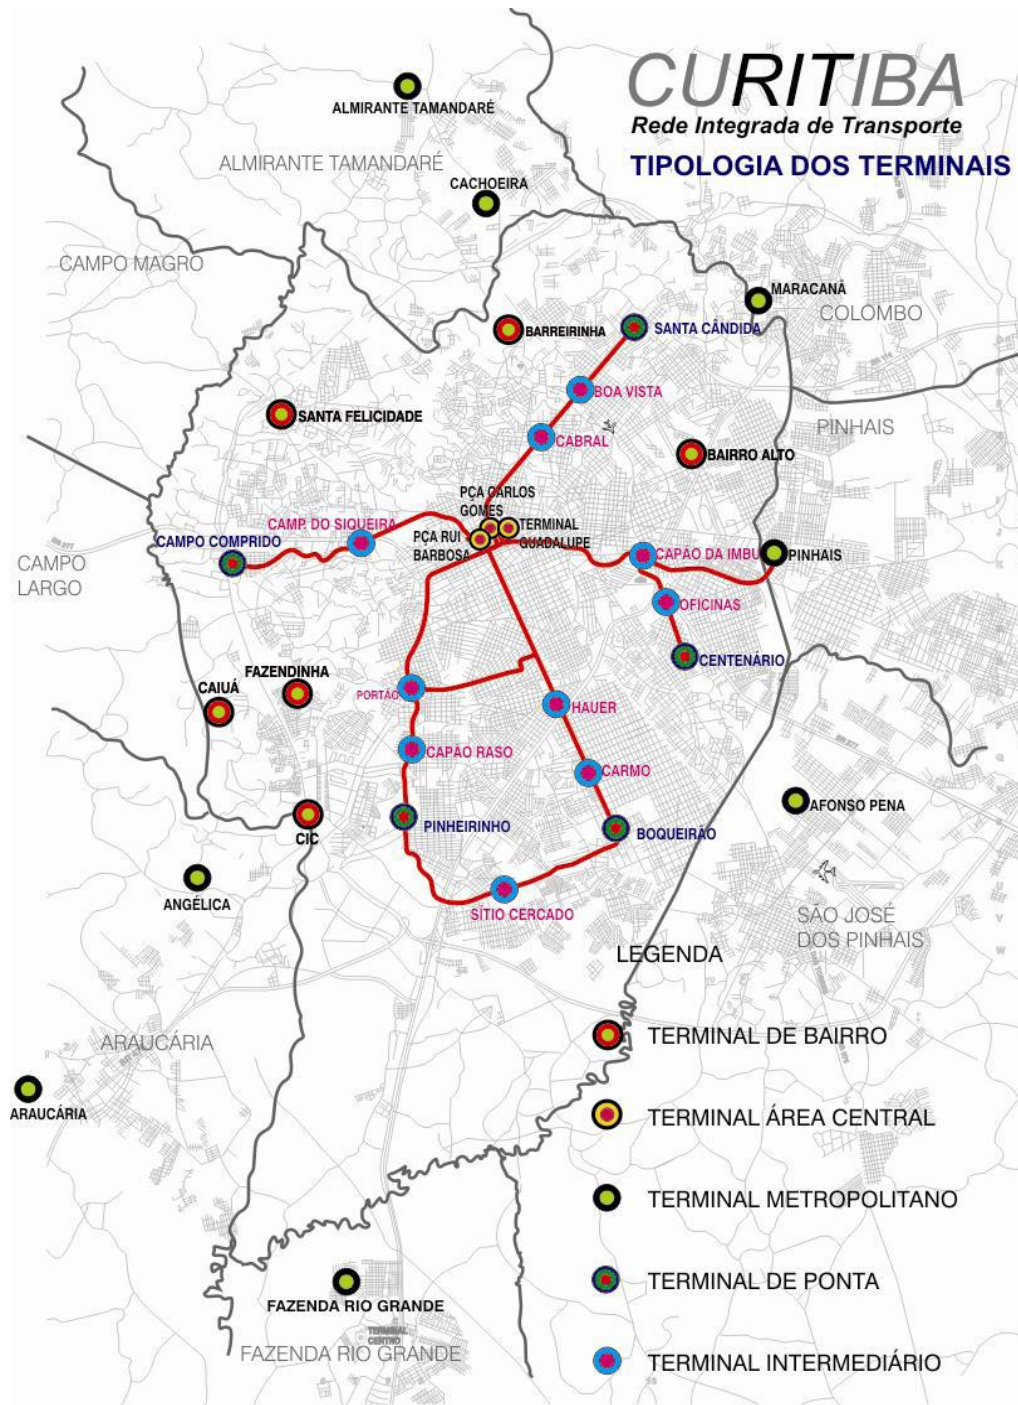 CURITIBA
Rede Integrada de Transporte
TIPOLOGIA DOS TERMINAIS
ALMIRANTE TAMANDARÉ
ALMIRANTE TAMANDARÉ
CACHOEIRA
CAMPO MAGRO
MARACANÃ
COLOMBO
BARREIRINHA
SANTA CÂNDIDA
BOA VISTA
SANTA FELICIDADE
PINHAIS
CABRAL
BAIRRO ALTO
PÇA CARLOS
GOMES
CAMP. DO SIQUEIRA
PÇA RUI
BARBOSA
TERMINAL
GUADALUPE
CAMPO COMPRIDO
CAPÃO DA IMBU
PINHAIS
CAMPO
LARGO
OFICINAS
CENTENÁRIO
FAZENDINHA
CAIUÁ
PORTÃO
HAUER
CAPÃO RASO
CARMO
AFONSO PENA
PINHEIRINHO
BOQUEIRÃO
CIC
ANGÉLICA
SÍTIO CERCADO
SÃO JOSÉ
DOS PINHAIS
LEGENDA
ARAUCÁRIA
TERMINAL DE BAIRRO
ARAUCÁRIA
TERMINAL ÁREA CENTRAL
TERMINAL METROPOLITANO
TERMINAL DE PONTA
FAZENDA RIO GRANDE
TERMINAL
CENTRO
FAZENDA RIO GRANDE
TERMINAL INTERMEDIÁRIO